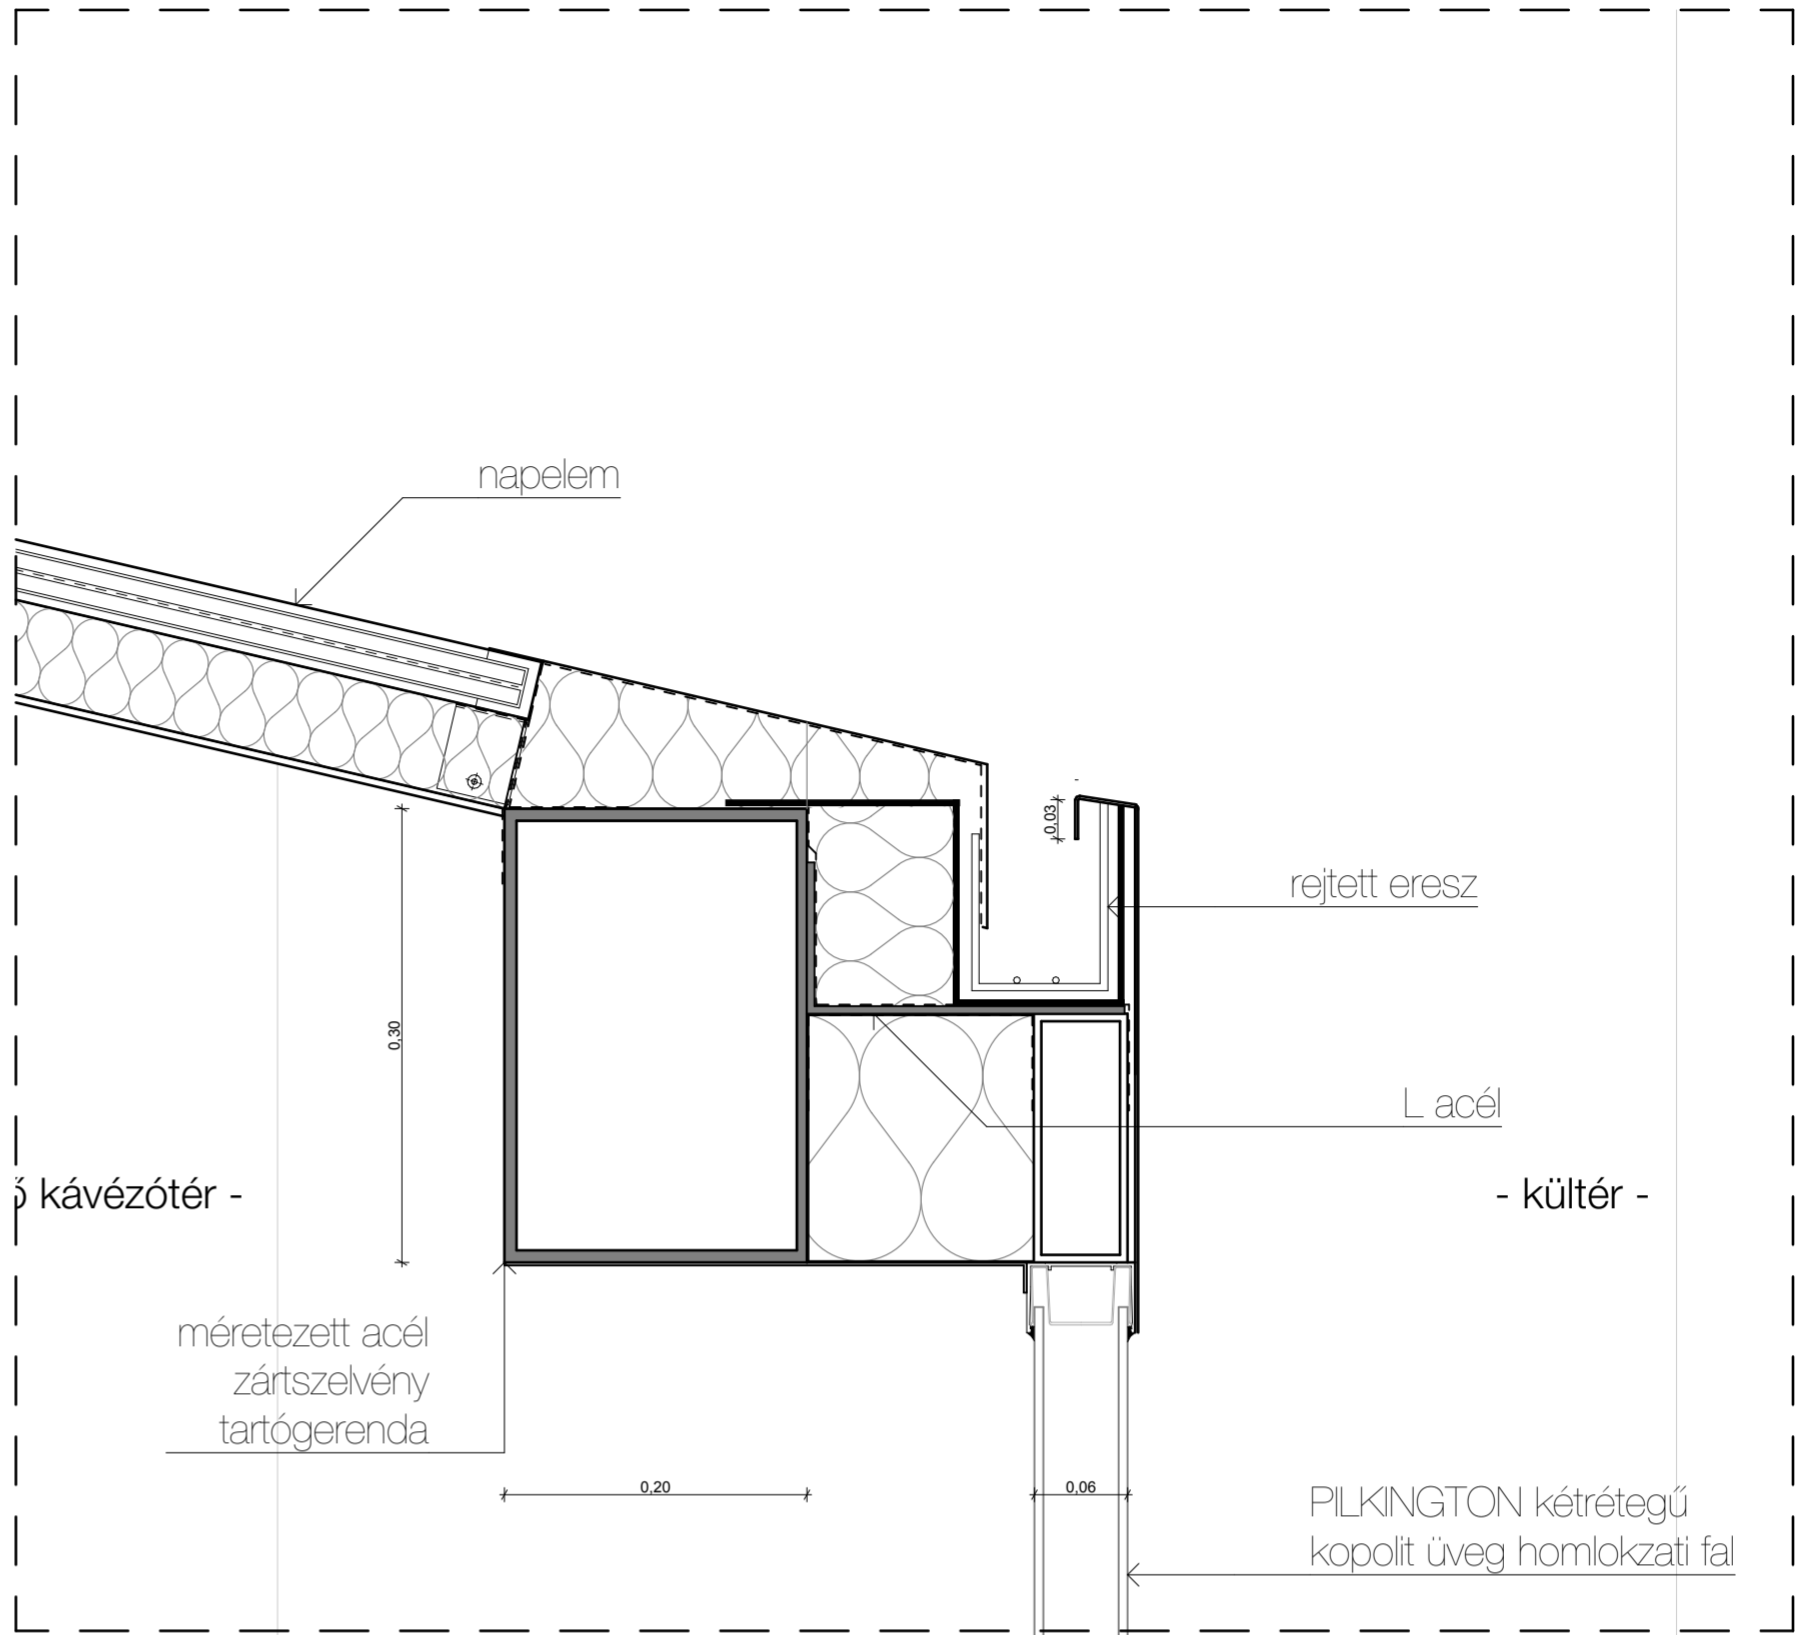 napelem
0,03
rejtett eresz
0,30
L acél
ő kávézótér -
- kültér -
méretezett acél
zártszelvény
tartógerenda
0,20
0,06
PILKINGTON kétrétegű
kopolit üveg homlokzati fal